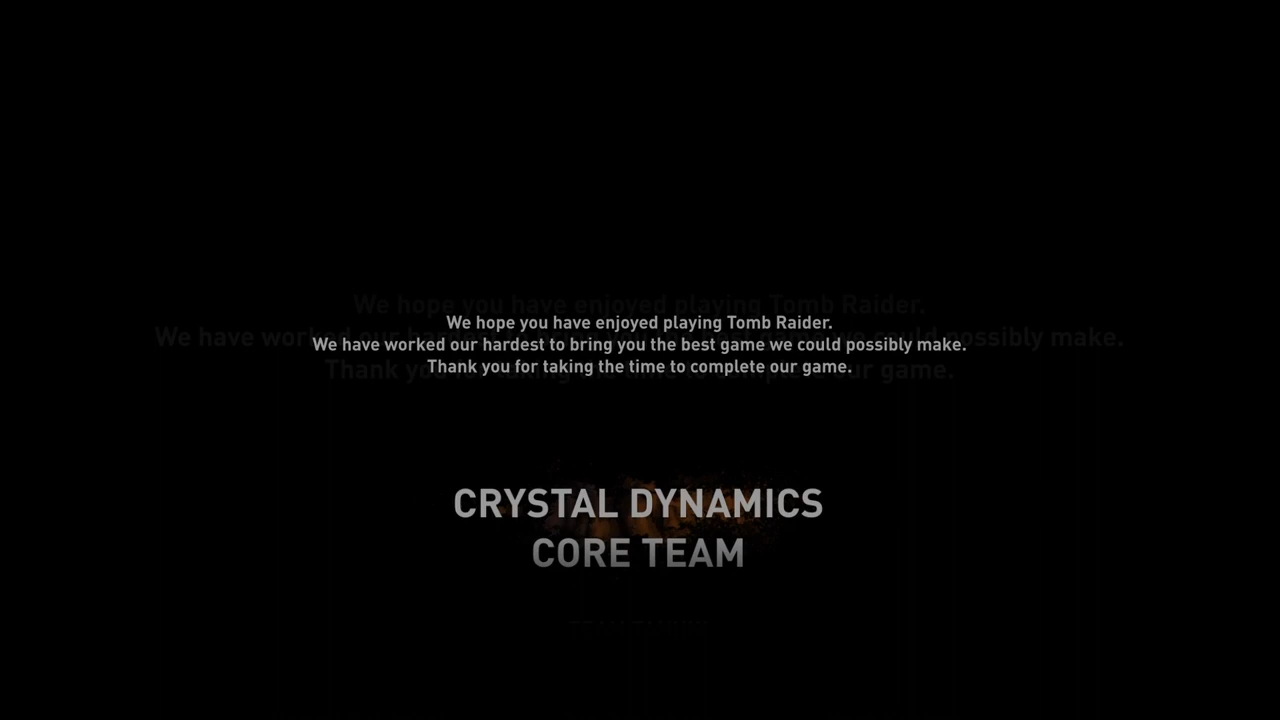 We hope you have enjoyed playing Tomb Raider.
We have worked our hardest to bring you the best game we could possibly make.
Thank you for taking the time to complete our game.
CRYSTAL DYNAMICS
CORE TEAM